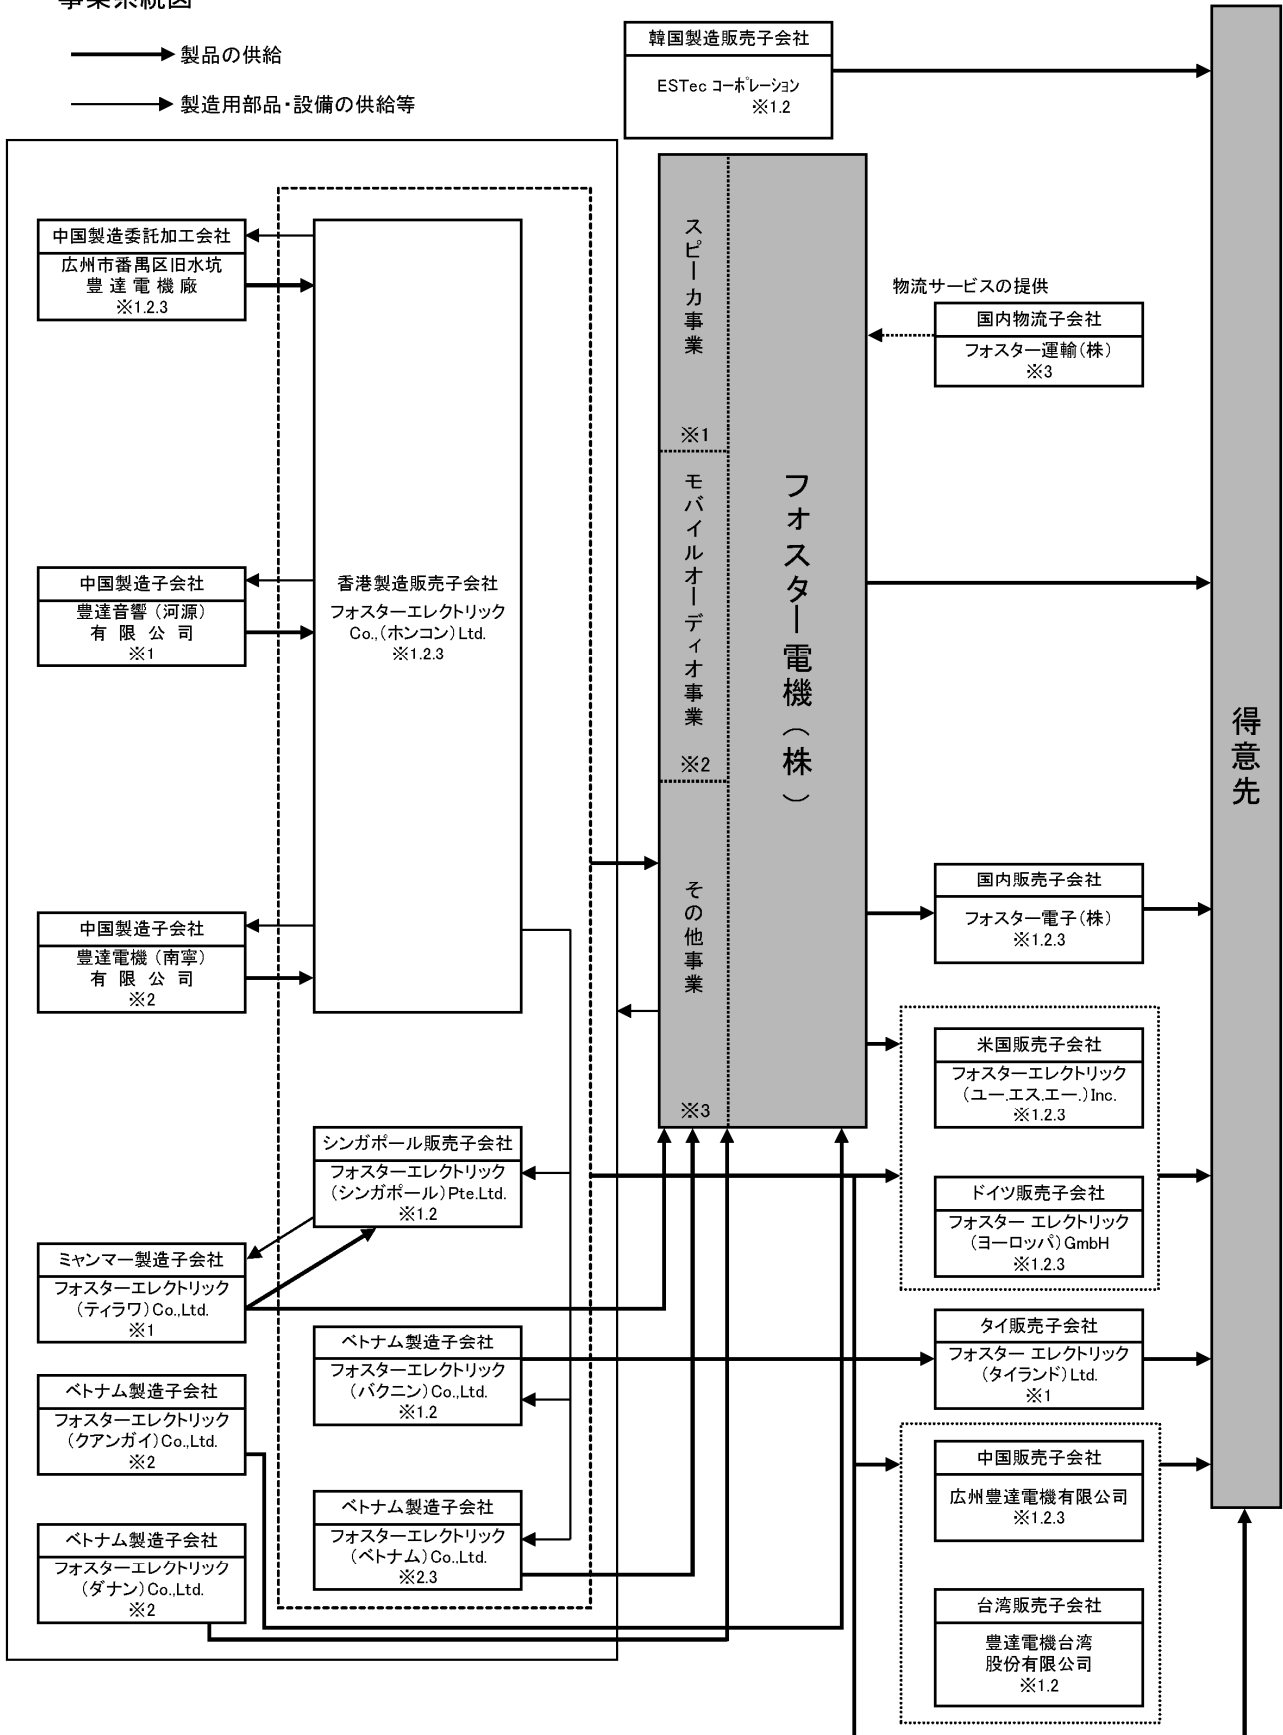 事業系統図
製品の供給
製造用部品・設備の供給等
韓国製造販売子会社
ESTec コーポレーション
※1.2
中国製造委託加工会社
広州市番禺区旧水坑
豊達電機廠
※1.2.3
中国製造子会社
豊達音響（河源）
有限公司
※1
中国製造子会社
豊達電機（南寧）
有限公司
※2
香港製造販売子会社
フォスターエレクトリック
Co.,（ホンコン）Ltd.
※1.2.3
シンガポール販売子会社
フォスターエレクトリック
（シンガポール）Pte.Ltd.
※1.2
ミャンマー製造子会社
フォスターエレクトリック
（ティラワ）Co.,Ltd.
※1
ベトナム製造子会社
フォスターエレクトリック
（バクニン）Co.,Ltd.
※1.2
ベトナム製造子会社
フォスターエレクトリック
（クアンガイ）Co.,Ltd.
※2
ベトナム製造子会社
フォスターエレクトリック
（ベトナム）Co.,Ltd.
※2.3
ベトナム製造子会社
フォスターエレクトリック
（ダナン）Co.,Ltd.
※2
スピーカ事業
※1
モバイルオーディオ事業
※2
その他事業
※3
フォスター電機（株）
物流サービスの提供
国内物流子会社
フォスター運輸（株）
※3
国内販売子会社
フォスター電子（株）
※1.2.3
米国販売子会社
フォスターエレクトリック
（ユー.エス.エー.）Inc.
※1.2.3
ドイツ販売子会社
フォスター エレクトリック
（ヨーロッパ）GmbH
※1.2.3
タイ販売子会社
フォスター エレクトリック
（タイランド）Ltd.
※1
中国販売子会社
広州豊達電機有限公司
※1.2.3
台湾販売子会社
豊達電機台湾
股份有限公司
※1.2
得意先